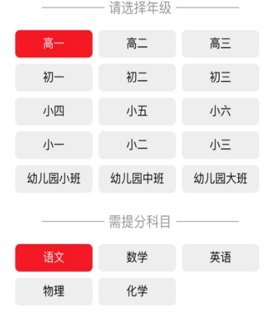 请选择年级
高一 高二 高三
初一 初二 初三
小四 小五 小六
小一 小二 小三
幼儿园小班 幼儿园中班 幼儿园大班
需提分科目
语文 数学 英语
物理 化学